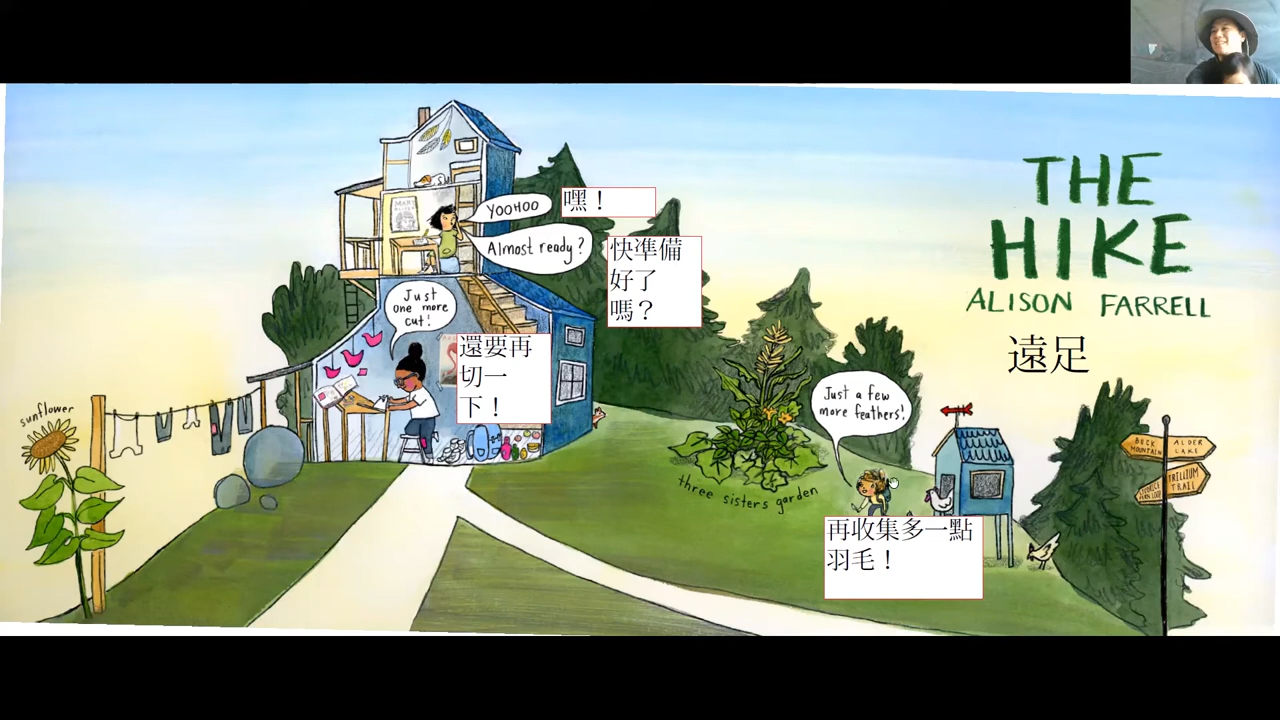 THE
HIKE
ALISON FARRELL
遠足
YOOHOO
嘿！
Almost ready?
快準備
好了
嗎？
Just
one more
cut!
還要再
切一
下！
sunflower
three sisters garden
Just a few
more feathers!
再收集多一點
羽毛！
BUCK
MOUNTAIN
ALDER
LAKE
TRILLIUM
TRAIL